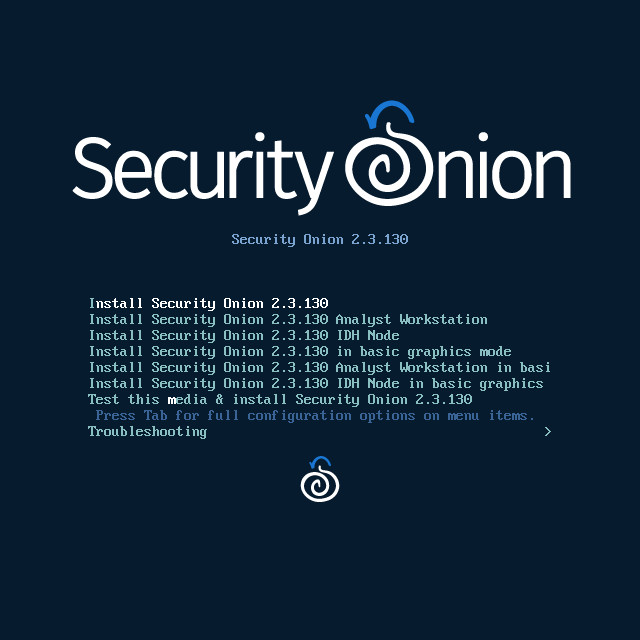 Security Onion
Security Onion 2.3.130
Install Security Onion 2.3.130
Install Security Onion 2.3.130 Analyst Workstation
Install Security Onion 2.3.130 IDH Node
Install Security Onion 2.3.130 in basic graphics mode
Install Security Onion 2.3.130 Analyst Workstation in basi
Install Security Onion 2.3.130 IDH Node in basic graphics
Test this media & install Security Onion 2.3.130
Press Tab for full configuration options on menu items.
Troubleshooting >